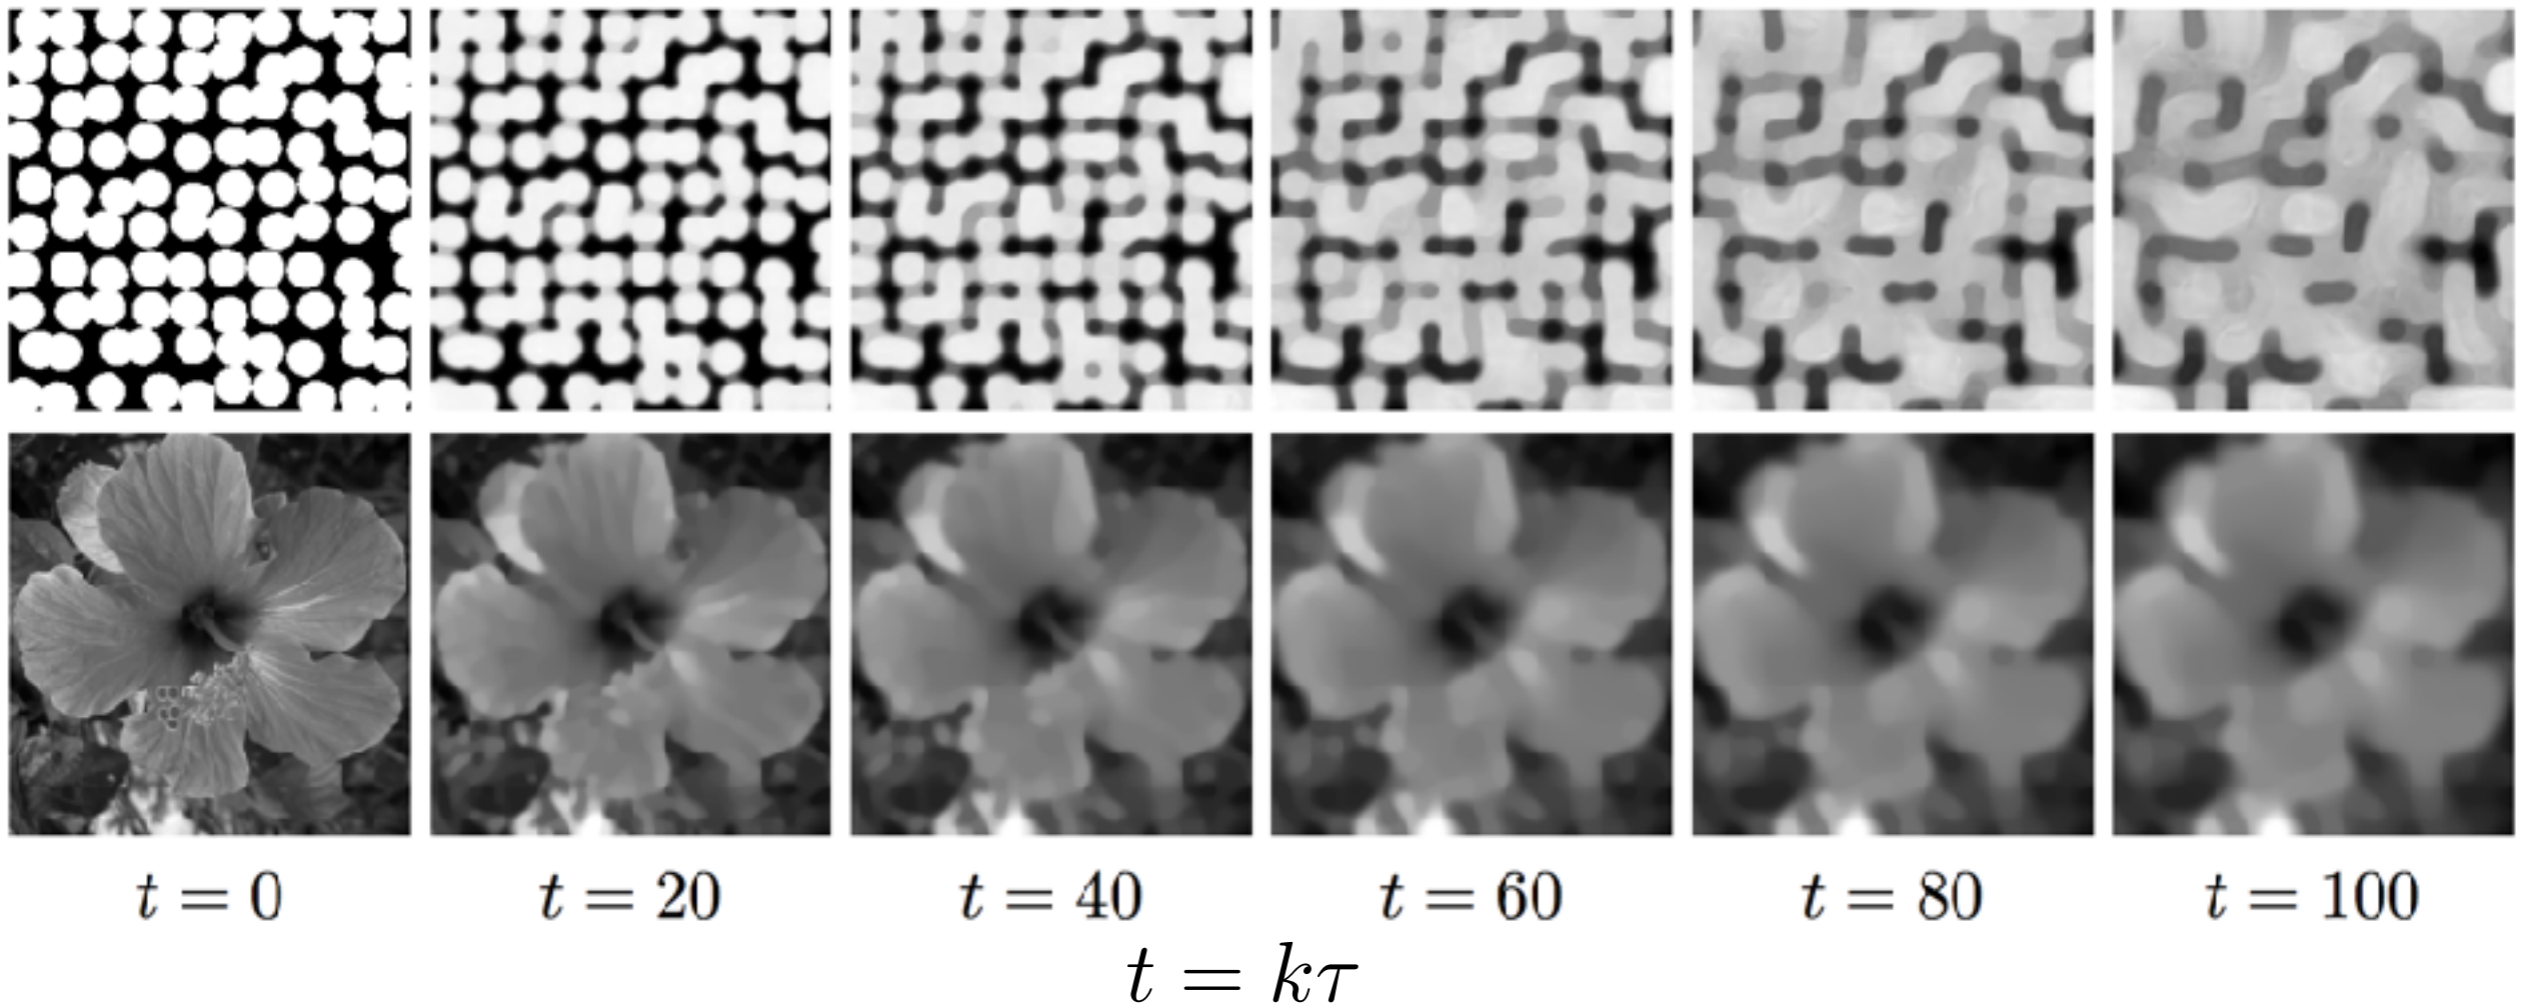 t = 0 t = 20 t = 40 t = 60 t = 80 t = 100
t = kτ